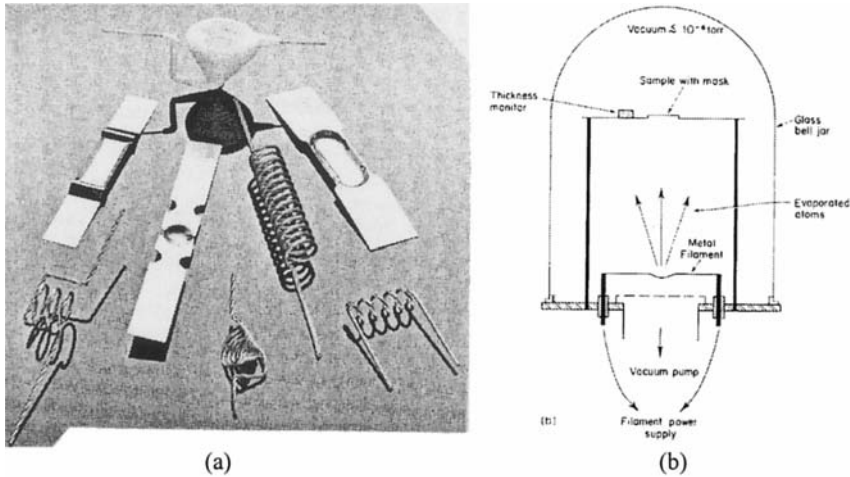 Vacuum ≲ 10⁻⁶ torr
Sample with mask
Thickness
monitor
Glass
bell jar
Evaporated
atoms
Metal
Filament
Vacuum pump
(b)
Filament power
supply
(a)
(b)